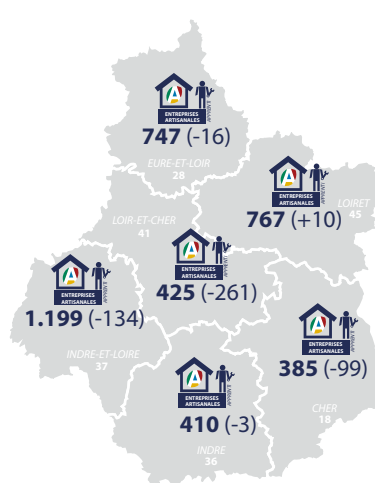 A
ENTREPRISES
ARTISANALES
747 (-16)
EURE-ET-LOIR
28
A
ENTREPRISES
ARTISANALES
767 (+10)
LOIRET
45
LOIR-ET-CHER
41
A
ENTREPRISES
ARTISANALES
425 (-261)
A
ENTREPRISES
ARTISANALES
1.199 (-134)
INDRE-ET-LOIRE
37
A
ENTREPRISES
ARTISANALES
385 (-99)
CHER
18
A
ENTREPRISES
ARTISANALES
410 (-3)
INDRE
36